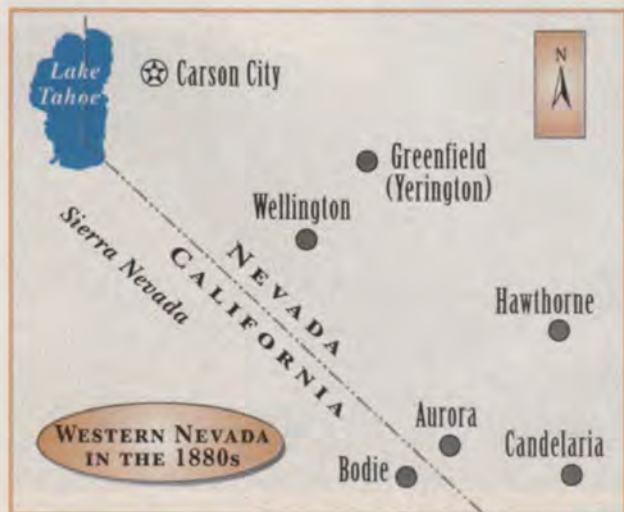 Lake
Tahoe
Carson City
N
Greenfield
(Yerington)
Wellington
Sierra Nevada
NEVADA
CALIFORNIA
Hawthorne
Aurora
Candelaria
Bodie
WESTERN NEVADA
IN THE 1880s